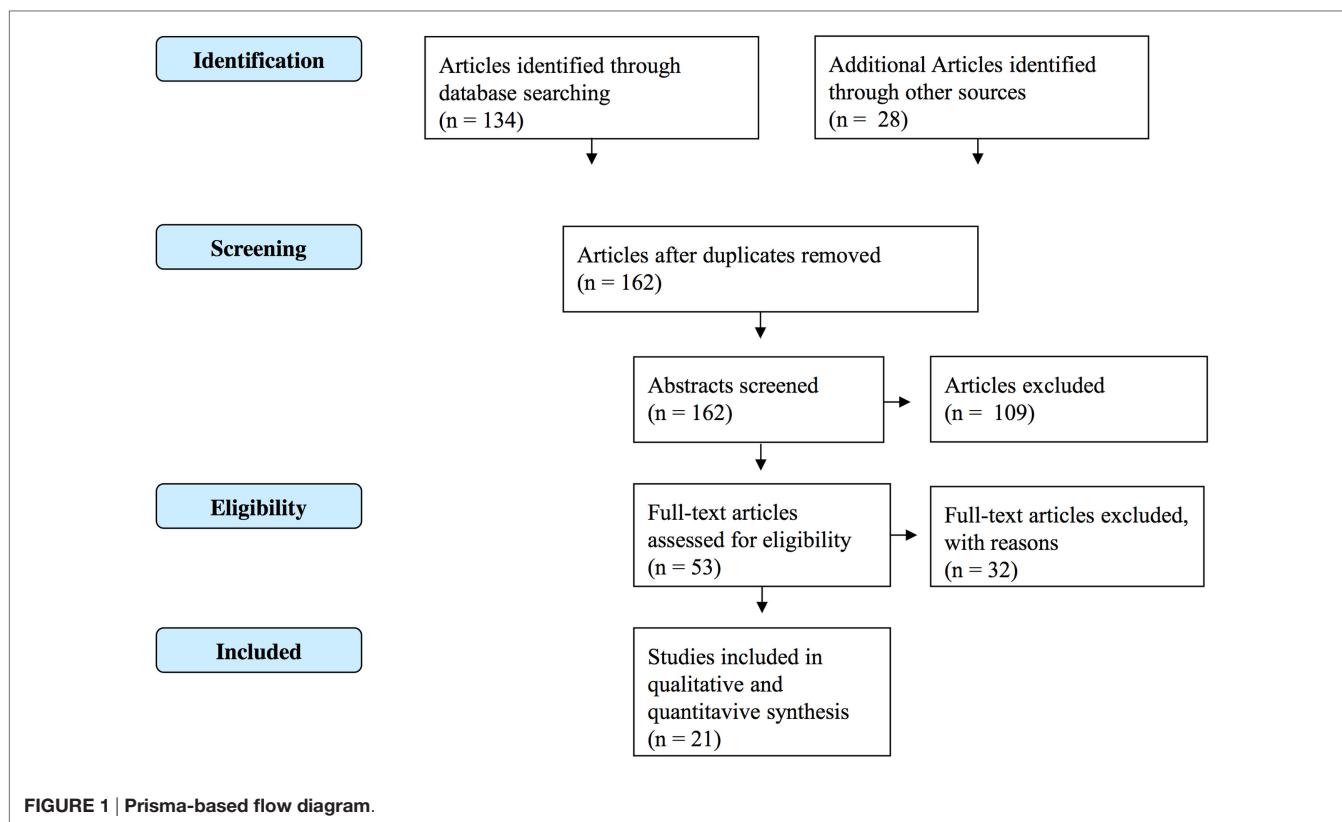 Identification
Articles identified through
database searching
(n = 134)
Additional Articles identified
through other sources
(n = 28)
Screening
Articles after duplicates removed
(n = 162)
Abstracts screened
(n = 162)
Articles excluded
(n = 109)
Eligibility
Full-text articles
assessed for eligibility
(n = 53)
Full-text articles excluded,
with reasons
(n = 32)
Included
Studies included in
qualitative and
quantitavive synthesis
(n = 21)
FIGURE 1 | Prisma-based flow diagram.